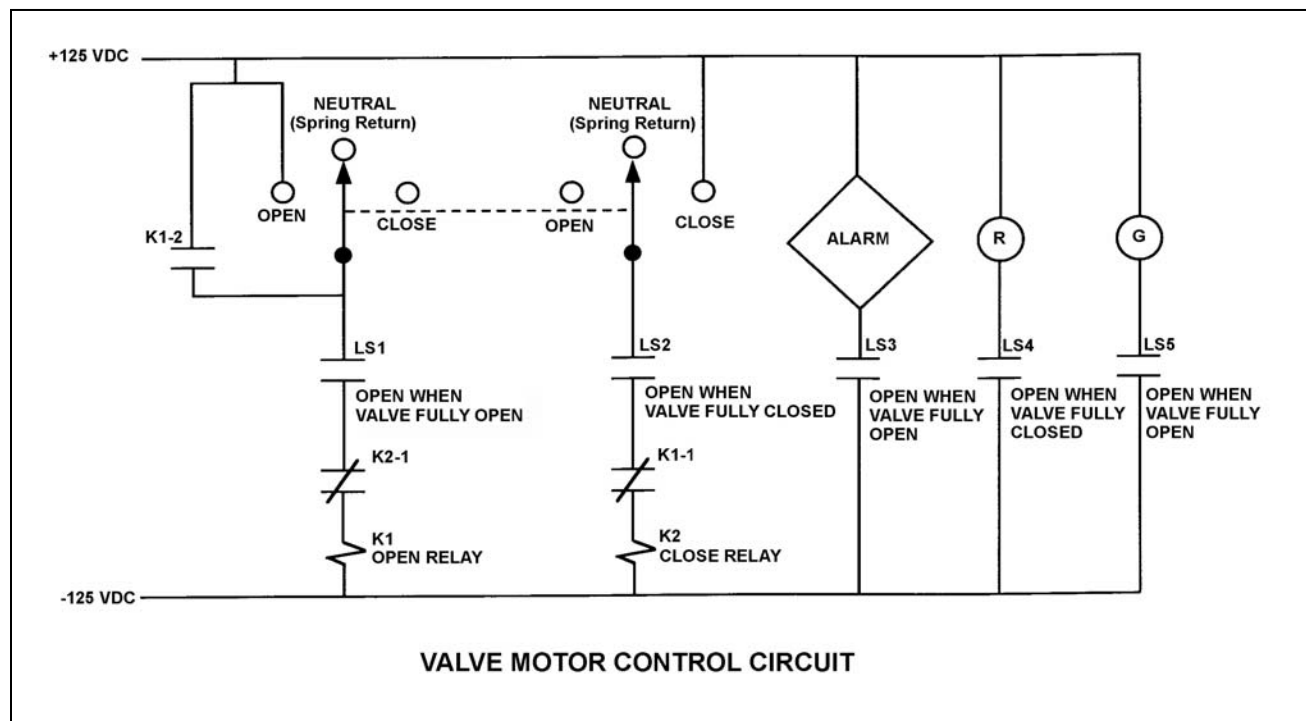 +125 VDC
NEUTRAL
(Spring Return)
NEUTRAL
(Spring Return)
OPEN
CLOSE
OPEN
CLOSE
K1-2
ALARM
R
G
LS1
OPEN WHEN
VALVE FULLY OPEN
LS2
OPEN WHEN
VALVE FULLY CLOSED
LS3
OPEN WHEN
VALVE FULLY
OPEN
LS4
OPEN WHEN
VALVE FULLY
CLOSED
LS5
OPEN WHEN
VALVE FULLY
OPEN
K2-1
K1-1
K1
OPEN RELAY
K2
CLOSE RELAY
-125 VDC
VALVE MOTOR CONTROL CIRCUIT